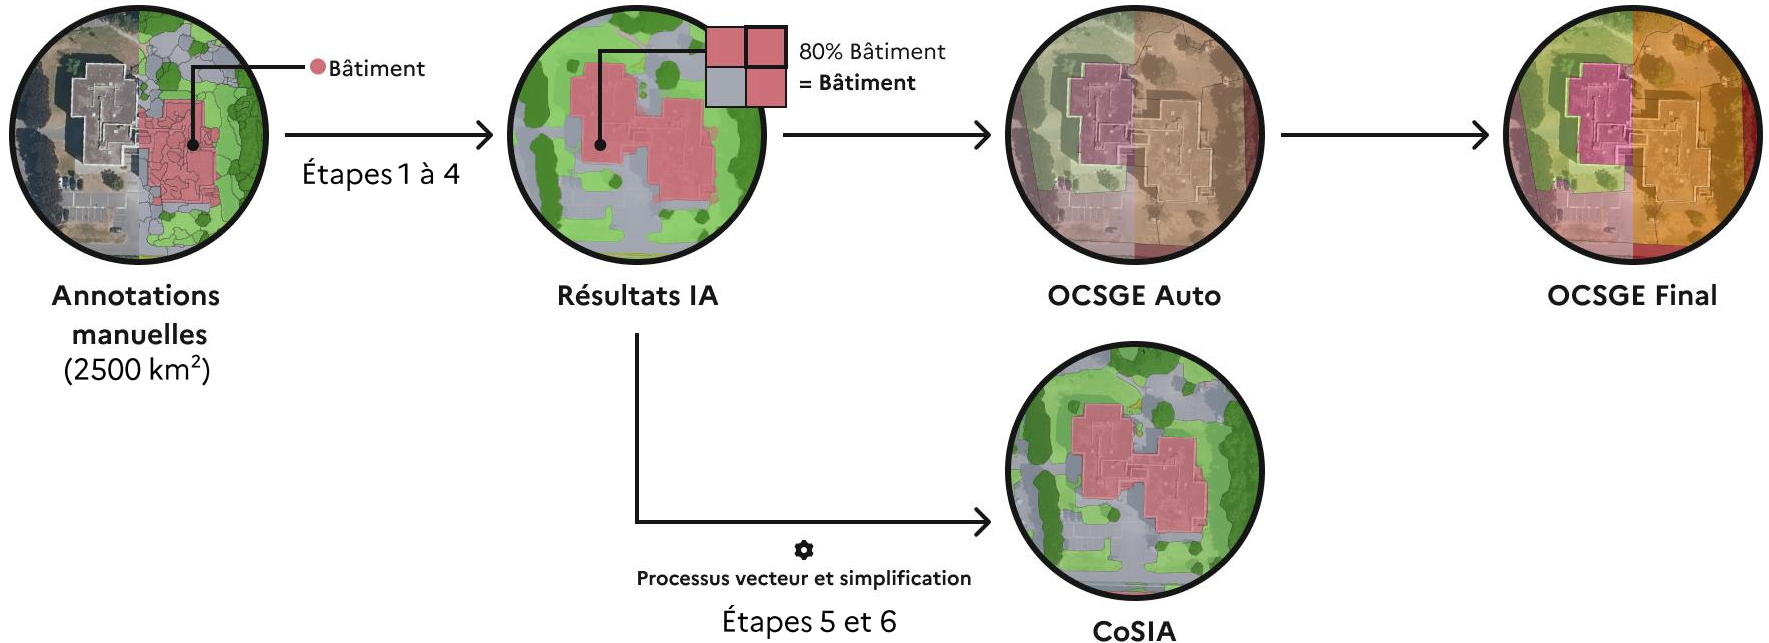 Bâtiment
80% Bâtiment
= Bâtiment
Étapes 1 à 4
Annotations
manuelles
(2500 km²)
Résultats IA
OCSGE Auto
OCSGE Final
Processus vecteur et simplification
Étapes 5 et 6
CoSIA